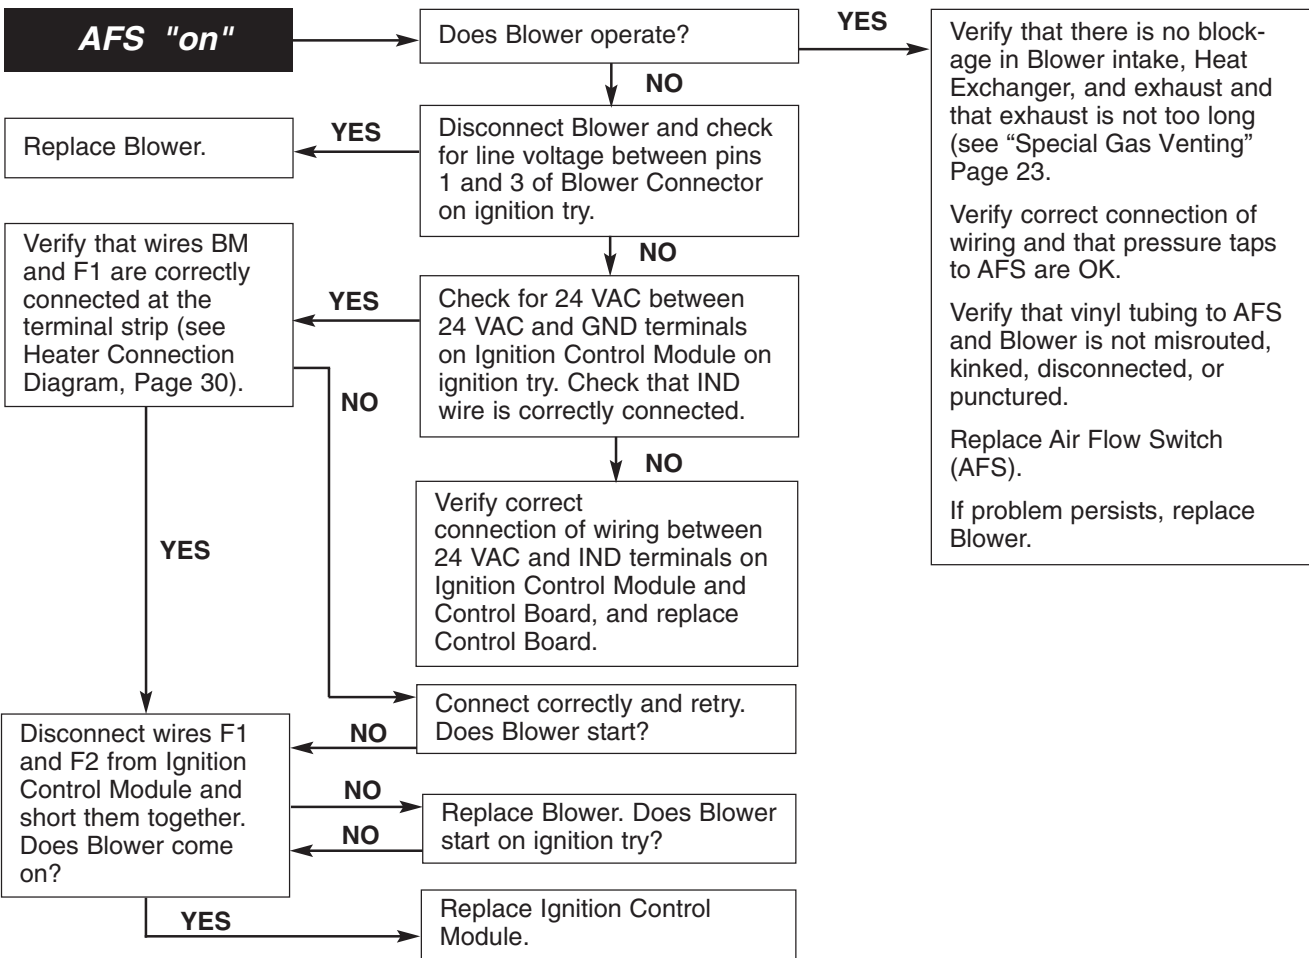 AFS "on"
Does Blower operate?
YES
Verify that there is no block-
age in Blower intake, Heat
Exchanger, and exhaust and
that exhaust is not too long
(see “Special Gas Venting”
Page 23.
Verify correct connection of
wiring and that pressure taps
to AFS are OK.
Verify that vinyl tubing to AFS
and Blower is not misrouted,
kinked, disconnected, or
punctured.
Replace Air Flow Switch
(AFS).
If problem persists, replace
Blower.
NO
Disconnect Blower and check
for line voltage between pins
1 and 3 of Blower Connector
on ignition try.
YES
Replace Blower.
NO
Check for 24 VAC between
24 VAC and GND terminals
on Ignition Control Module on
ignition try. Check that IND
wire is correctly connected.
YES
Verify that wires BM
and F1 are correctly
connected at the
terminal strip (see
Heater Connection
Diagram, Page 30).
NO
NO
Verify correct
connection of wiring between
24 VAC and IND terminals on
Ignition Control Module and
Control Board, and replace
Control Board.
YES
Connect correctly and retry.
Does Blower start?
NO
Disconnect wires F1
and F2 from Ignition
Control Module and
short them together.
Does Blower come
on?
NO
Replace Blower. Does Blower
start on ignition try?
NO
YES
Replace Ignition Control
Module.